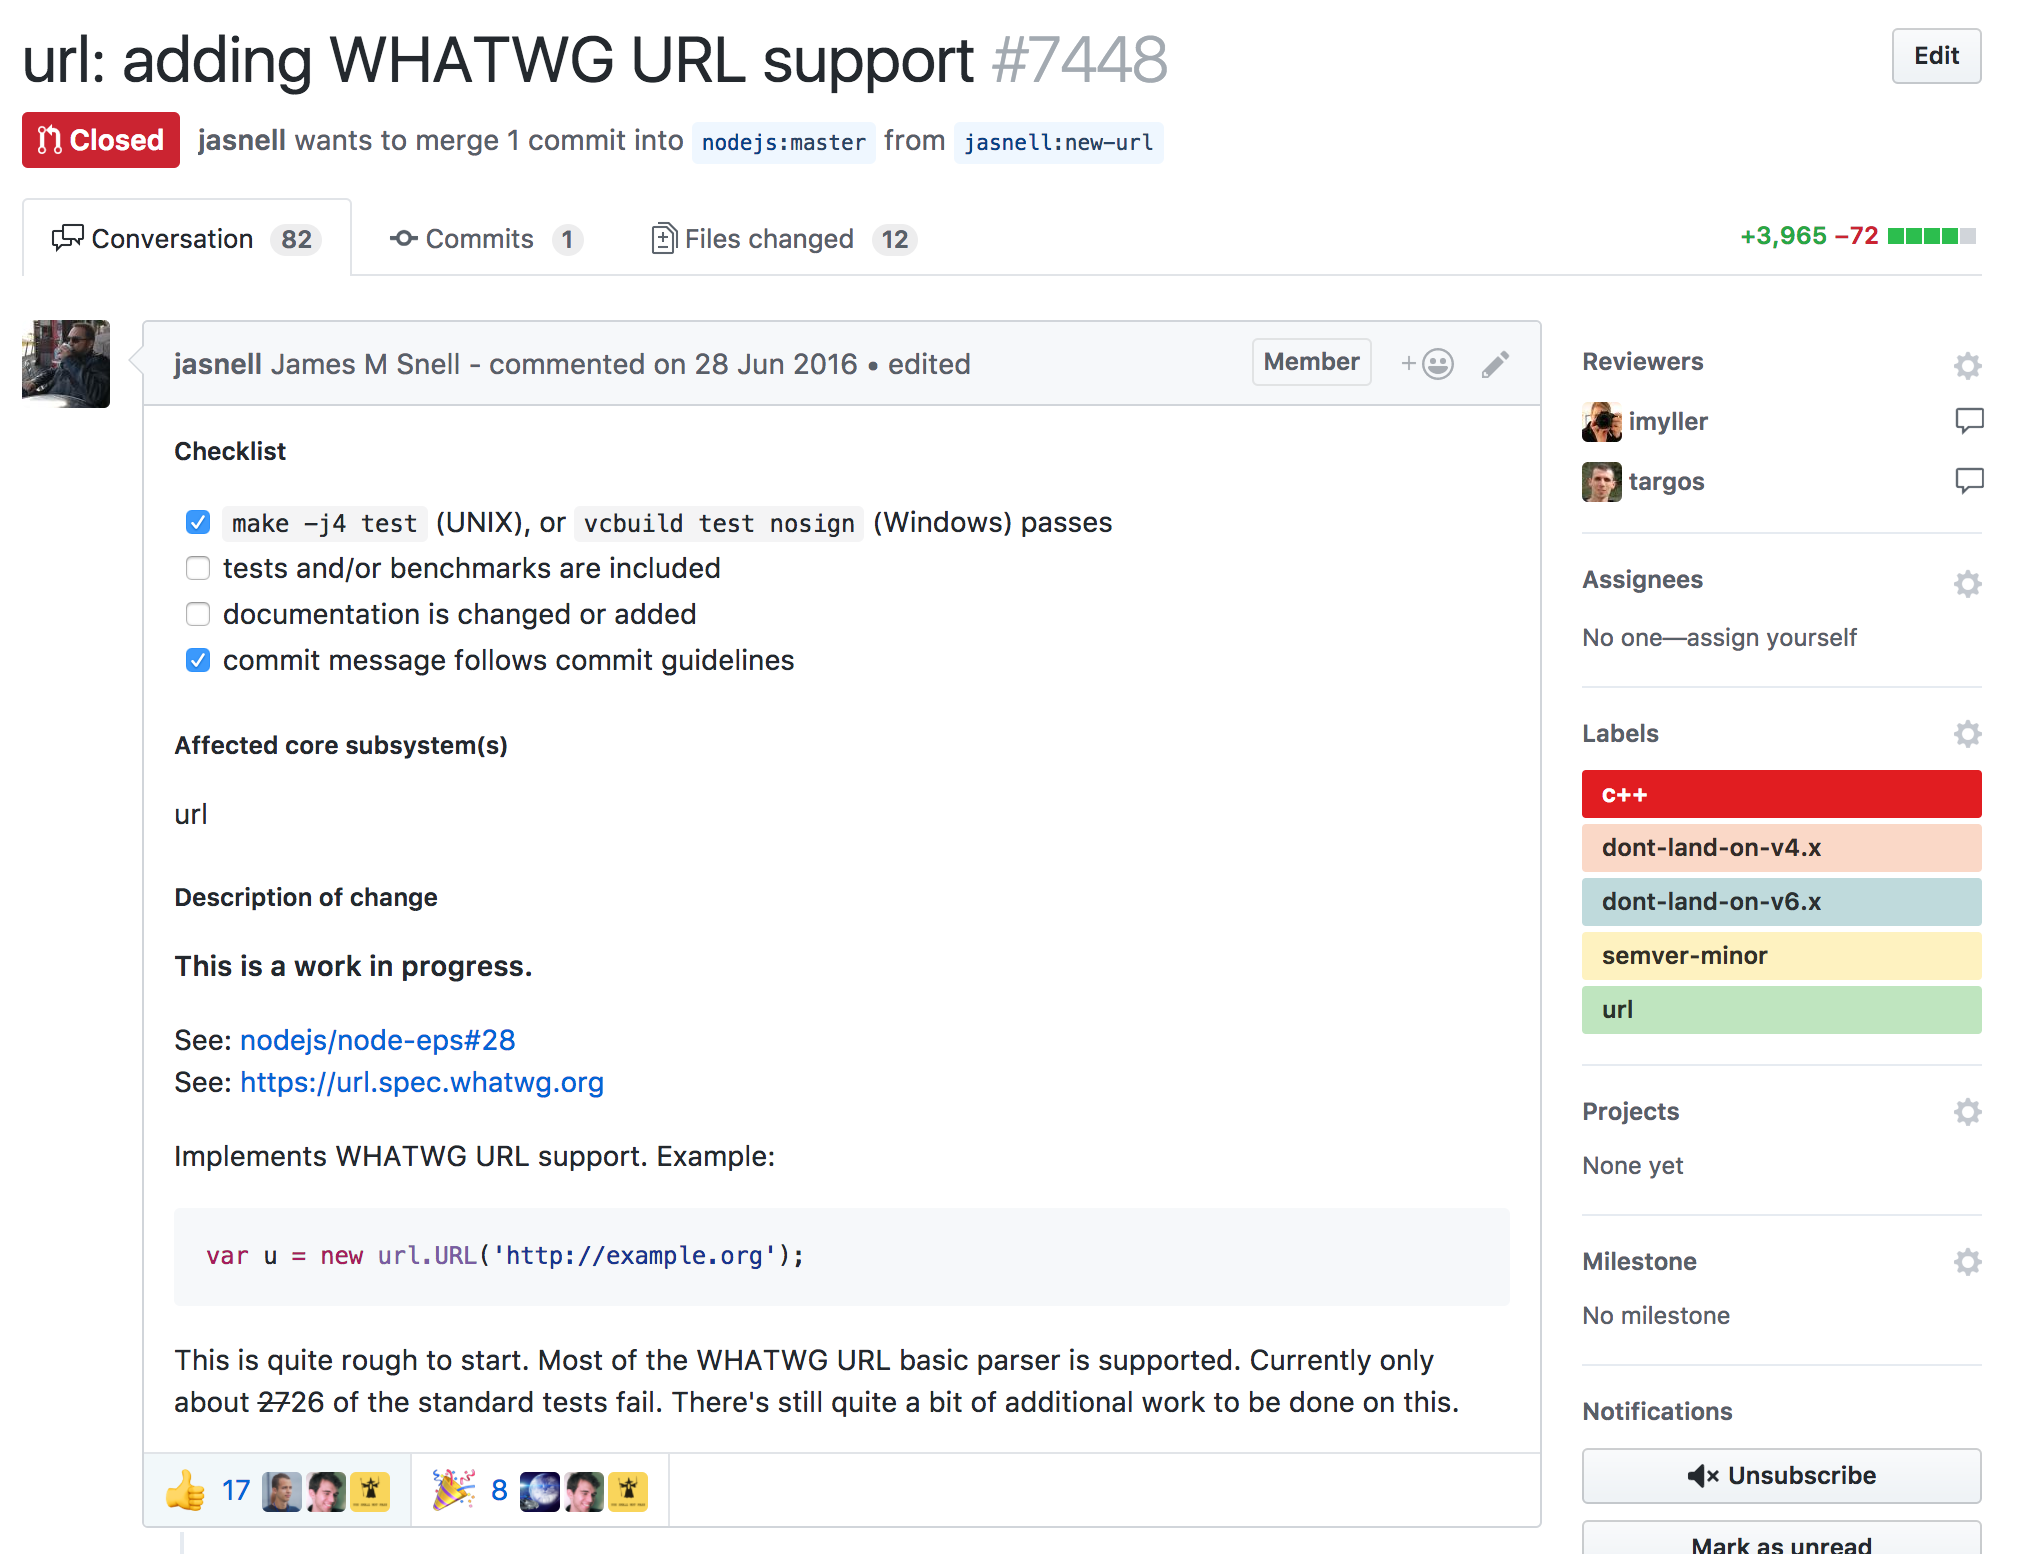 url: adding WHATWG URL support #7448
Edit
Closed jasnell wants to merge 1 commit into nodejs:master from jasnell:new-url
Conversation 82 Commits 1 Files changed 12 +3,965 −72
jasnell James M Snell - commented on 28 Jun 2016 • edited
Member
Checklist
make -j4 test (UNIX), or vcbuild test nosign (Windows) passes
tests and/or benchmarks are included
documentation is changed or added
commit message follows commit guidelines
Affected core subsystem(s)
url
Description of change
This is a work in progress.
See: nodejs/node-eps#28
See: https://url.spec.whatwg.org
Implements WHATWG URL support. Example:
var u = new url.URL('http://example.org');
This is quite rough to start. Most of the WHATWG URL basic parser is supported. Currently only
about 2726 of the standard tests fail. There's still quite a bit of additional work to be done on this.
17 8
Reviewers
imyller
targos
Assignees
No one—assign yourself
Labels
c++
dont-land-on-v4.x
dont-land-on-v6.x
semver-minor
url
Projects
None yet
Milestone
No milestone
Notifications
Unsubscribe
Mark as unread